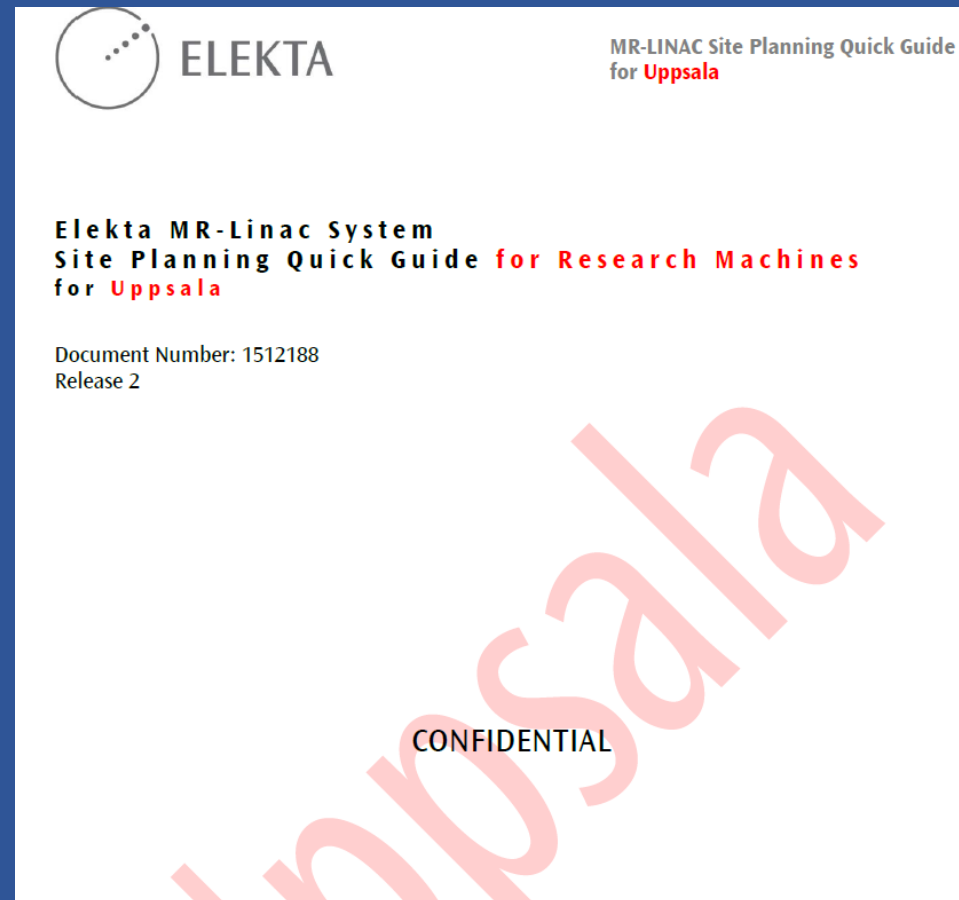 ELEKTA
MR-LINAC Site Planning Quick Guide
for Uppsala
Elekta MR-Linac System
Site Planning Quick Guide for Research Machines
for Uppsala
Document Number: 1512188
Release 2
CONFIDENTIAL
Uppsala